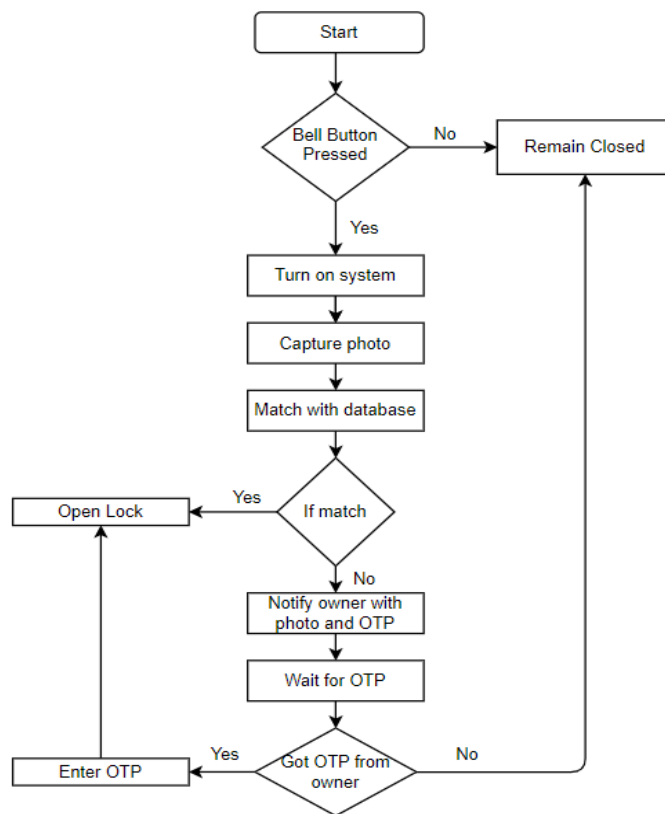 Start
Bell Button
Pressed
No
Remain Closed
Yes
Turn on system
Capture photo
Match with database
Yes
Open Lock
If match
No
Notify owner with
photo and OTP
Wait for OTP
Yes
No
Enter OTP
Got OTP from
owner